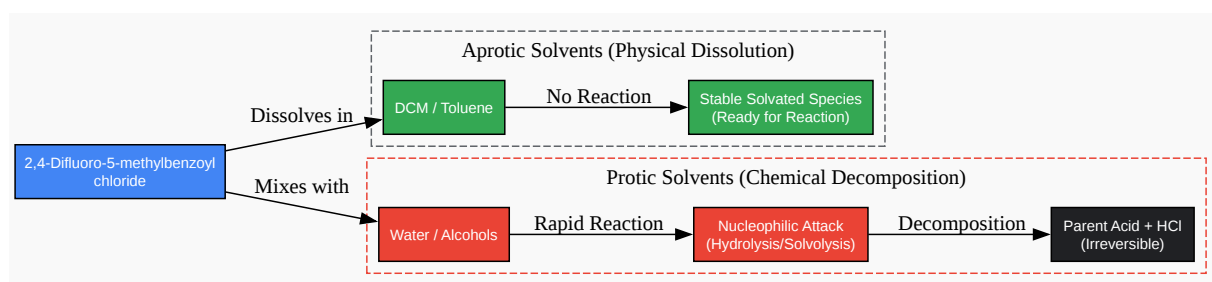 Aprotic Solvents (Physical Dissolution)
Dissolves in
DCM / Toluene
No Reaction
Stable Solvated Species
(Ready for Reaction)
2,4-Difluoro-5-methylbenzoyl
chloride
Mixes with
Protic Solvents (Chemical Decomposition)
Water / Alcohols
Rapid Reaction
Nucleophilic Attack
(Hydrolysis/Solvolysis)
Decomposition
Parent Acid + HCl
(Irreversible)